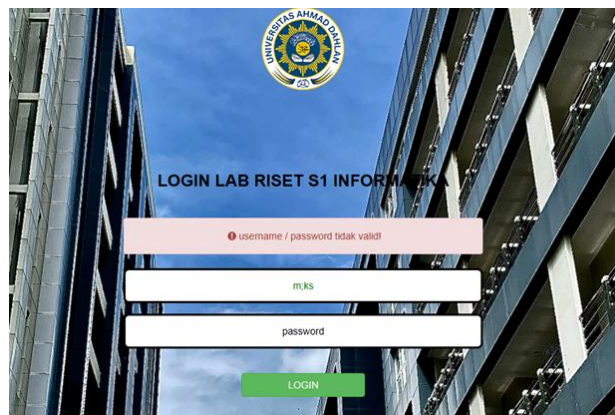 UNIVERSITAS AHMAD DAHLAN
LOGIN LAB RISET S1 INFORMATIKA
username / password tidak valid!
m;ks
password
LOGIN